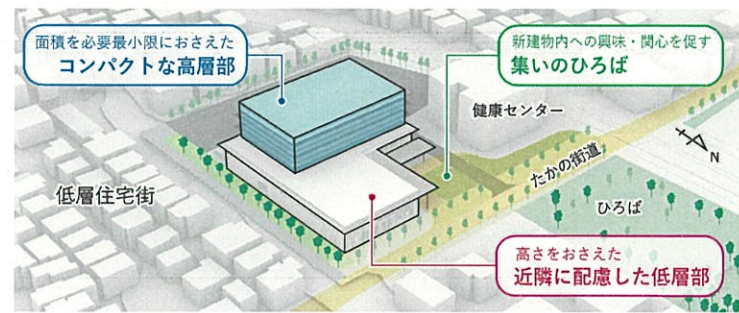 面積を必要最小限におさえた
コンパクトな高層部
新建物内への興味・関心を促す
集いのひろば
健康センター
たかの街道
N
低層住宅街
ひろば
高さをおさえた
近隣に配慮した低層部